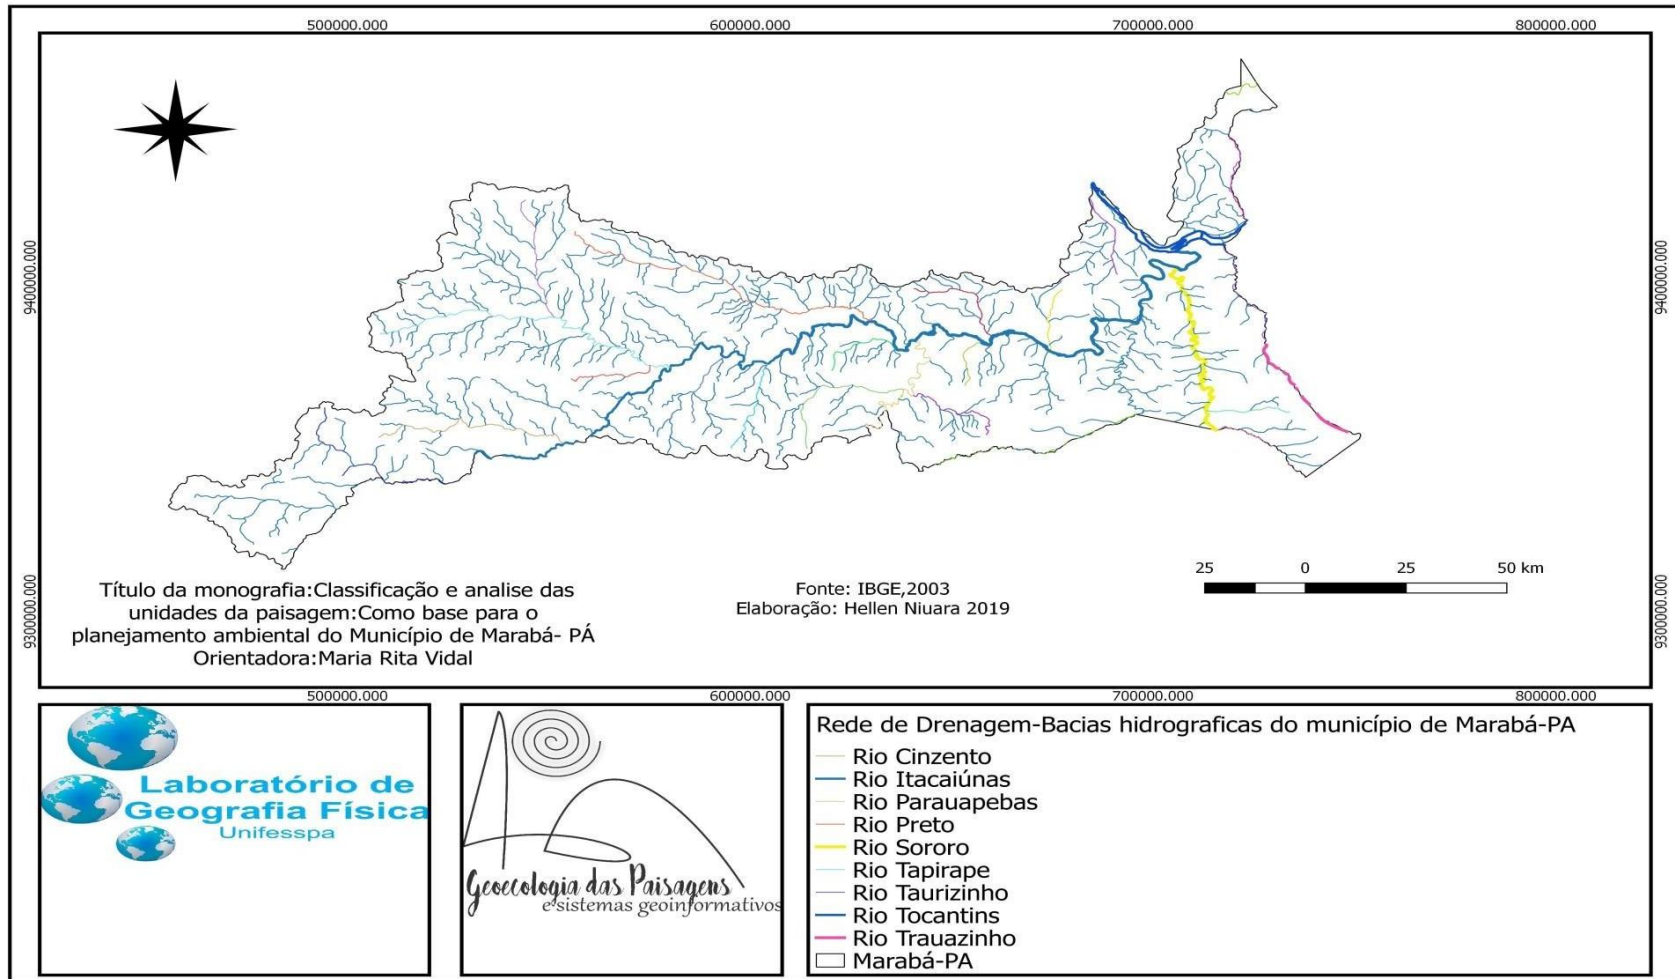 500000.000
600000.000
700000.000
800000.000
9400000.000
9400000.000
9300000.000
9300000.000
Título da monografia:Classificação e analise das
unidades da paisagem:Como base para o
planejamento ambiental do Município de Marabá- PÁ
Orientadora:Maria Rita Vidal
Fonte: IBGE,2003
Elaboração: Hellen Niuara 2019
25 0 25 50 km
500000.000
600000.000
700000.000
800000.000
Laboratório de
Geografia Física
Unifesspa
Geoecologia das Paisagens
e sistemas geoinformativos
Rede de Drenagem-Bacias hidrograficas do município de Marabá-PA
Rio Cinzento
Rio Itacaiúnas
Rio Parauapebas
Rio Preto
Rio Sororo
Rio Tapirape
Rio Taurizinho
Rio Tocantins
Rio Trauazinho
Marabá-PA